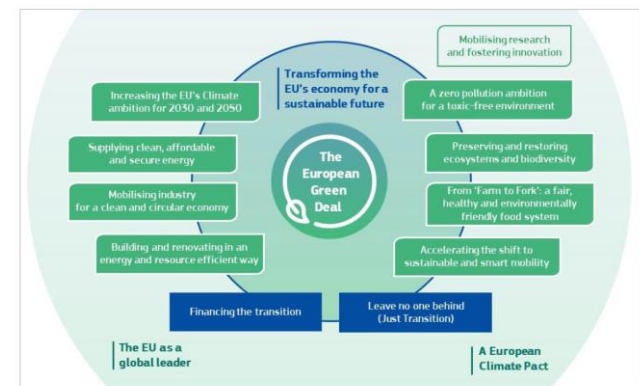 Mobilising research
and fostering innovation
Transforming the
EU's economy for a
sustainable future
Increasing the EU's Climate
ambition for 2030 and 2050
A zero pollution ambition
for a toxic-free environment
Supplying clean, affordable
and secure energy
The
European
Green
Deal
Preserving and restoring
ecosystems and biodiversity
Mobilising industry
for a clean and circular economy
From 'Farm to Fork': a fair,
healthy and environmentally
friendly food system
Building and renovating in an
energy and resource efficient way
Accelerating the shift to
sustainable and smart mobility
Financing the transition
Leave no one behind
(Just Transition)
The EU as a
global leader
A European
Climate Pact